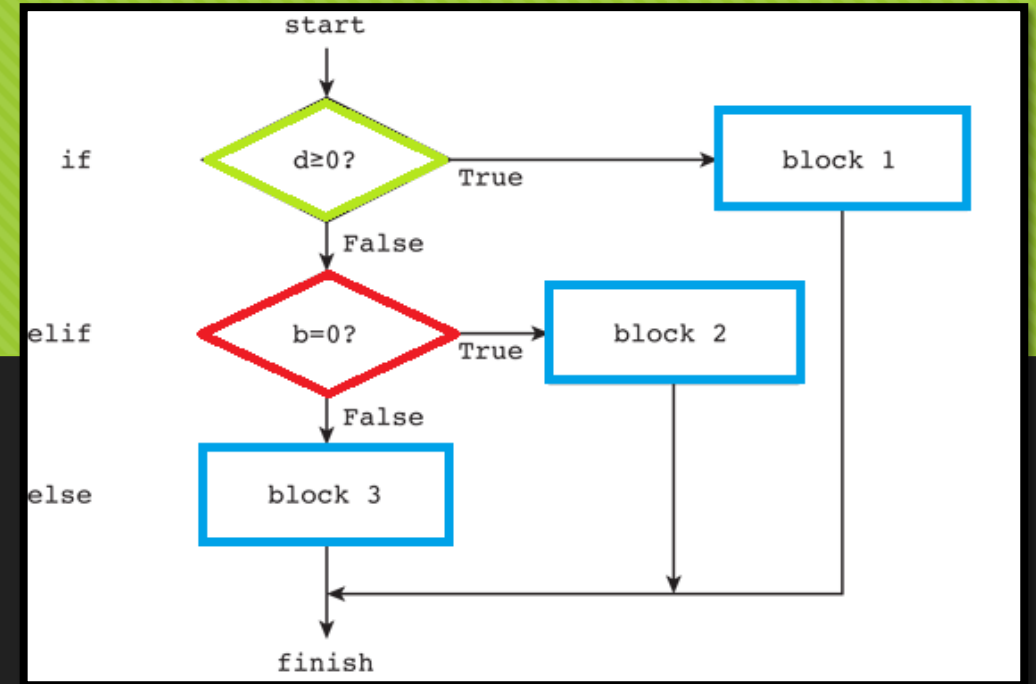 start
if
d≥0?
True
block 1
False
elif
b=0?
True
block 2
False
else
block 3
finish